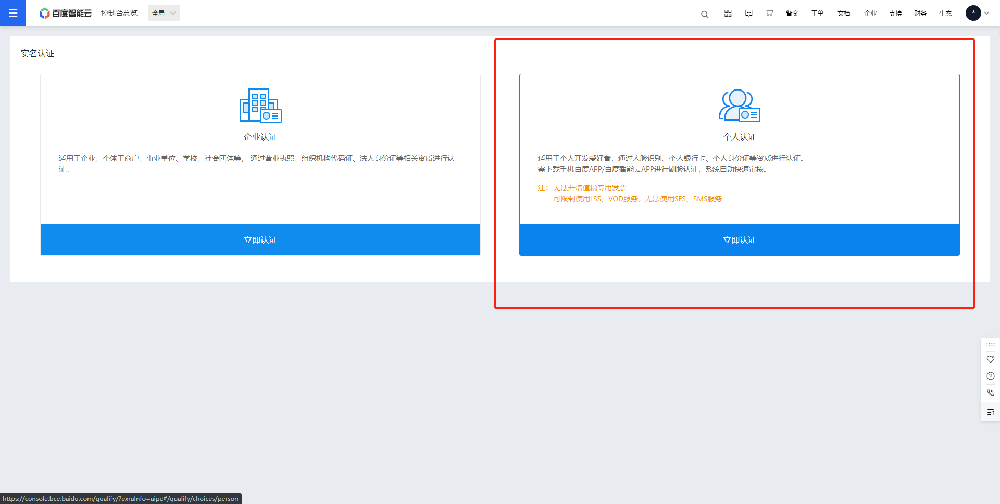 百度智能云 控制台总览 全局 备案 工单 文档 企业 支持 财务 生态 *
实名认证
企业认证
适用于企业、个体工商户、事业单位、学校、社会团体等， 通过营业执照、组织机构代码证、法人身份证等相关资质进行认
证。
立即认证
个人认证
适用于个人开发爱好者，通过人脸识别、个人银行卡、个人身份证等资质进行认证。
需下载手机百度APP/百度智能云APP进行刷脸认证，系统自动快速审核。
注： 无法开增值税专用发票
可限制使用LSS、VOD服务，无法使用SES、SMS服务
立即认证
https://console.bce.baidu.com/qualify/?exraInfo=aipe#/qualify/choices/person